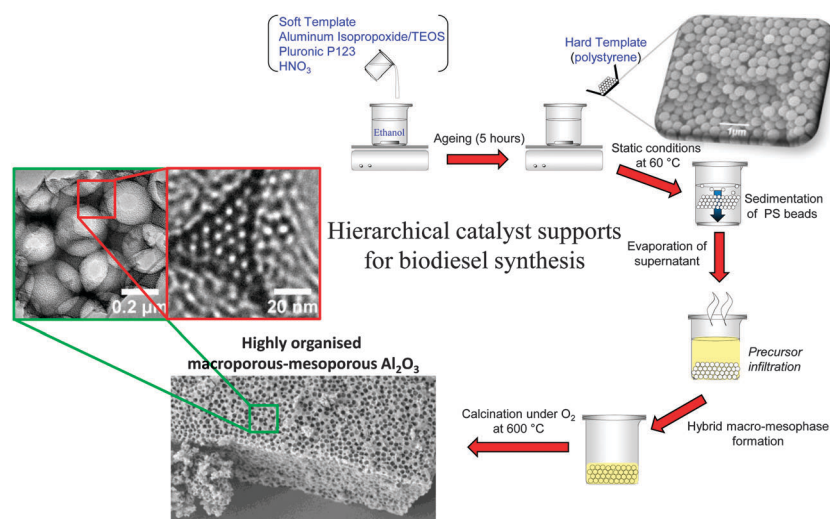 Soft Template
Aluminum Isopropoxide/TEOS
Pluronic P123
HNO₃
Hard Template
(polystyrene)
1µm
Ethanol
Ageing (5 hours)
Static conditions
at 60 °C
Sedimentation
of PS beads
Hierarchical catalyst supports
for biodiesel synthesis
Evaporation of
supernatant
0.2 µm
20 nm
Highly organised
macroporous-mesoporous Al₂O₃
Precursor
infiltration
Calcination under O₂
at 600 °C
Hybrid macro-mesophase
formation